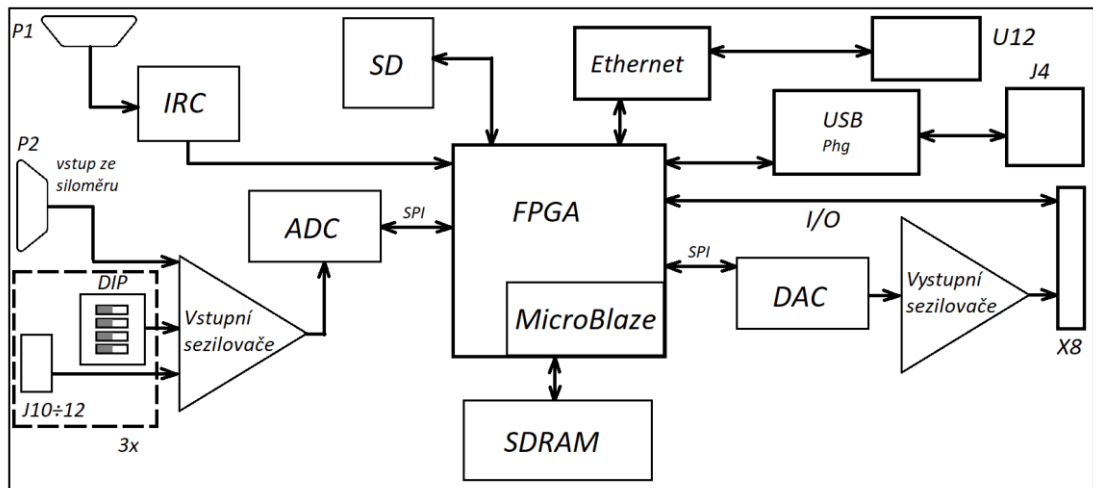 P1
IRC
SD
Ethernet
U12
J4
USB
Phg
P2
vstup ze
siloměru
ADC
SPI
FPGA
I/O
SPI
DAC
Vystupní
sezilovače
X8
DIP
Vstupní
sezilovače
J10÷12
3x
MicroBlaze
SDRAM